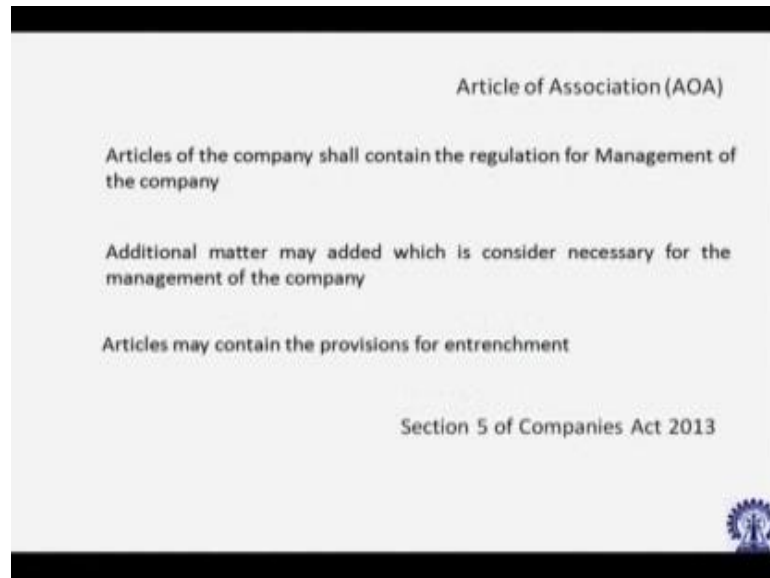 Article of Association (AOA)
Articles of the company shall contain the regulation for Management of
the company
Additional matter may added which is consider necessary for the
management of the company
Articles may contain the provisions for entrenchment
Section 5 of Companies Act 2013